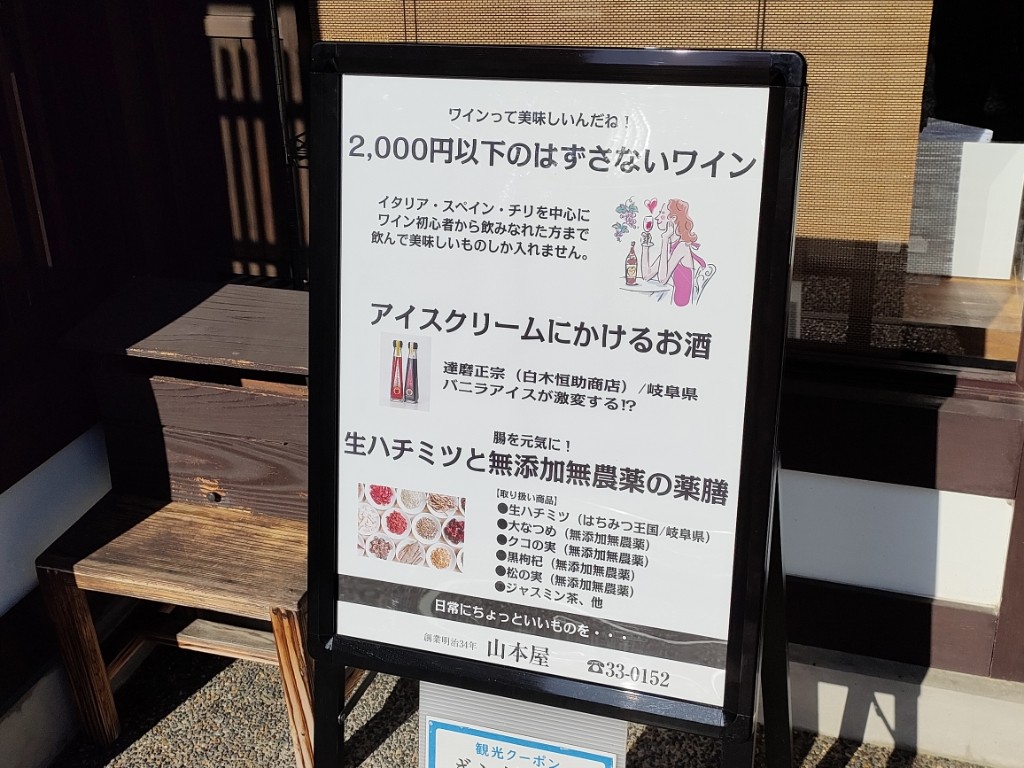 ワインって美味しいんだね！
2,000円以下のはずさないワイン
イタリア・スペイン・チリを中心に
ワイン初心者から飲みなれた方まで
飲んで美味しいものしか入れません。
アイスクリームにかけるお酒
達磨正宗（白木恒助商店）/岐阜県
バニラアイスが激変する!?
腸を元気に！
生ハチミツと無添加無農薬の薬膳
【取り扱い商品】
●生ハチミツ（はちみつ王国/岐阜県）
●大なつめ（無添加無農薬）
●クコの実（無添加無農薬）
●黒枸杞（無添加無農薬）
●松の実（無添加無農薬）
●ジャスミン茶、他
日常にちょっといいものを・・・
創業明治34年 山本屋 ☎33-0152
観光クーポン